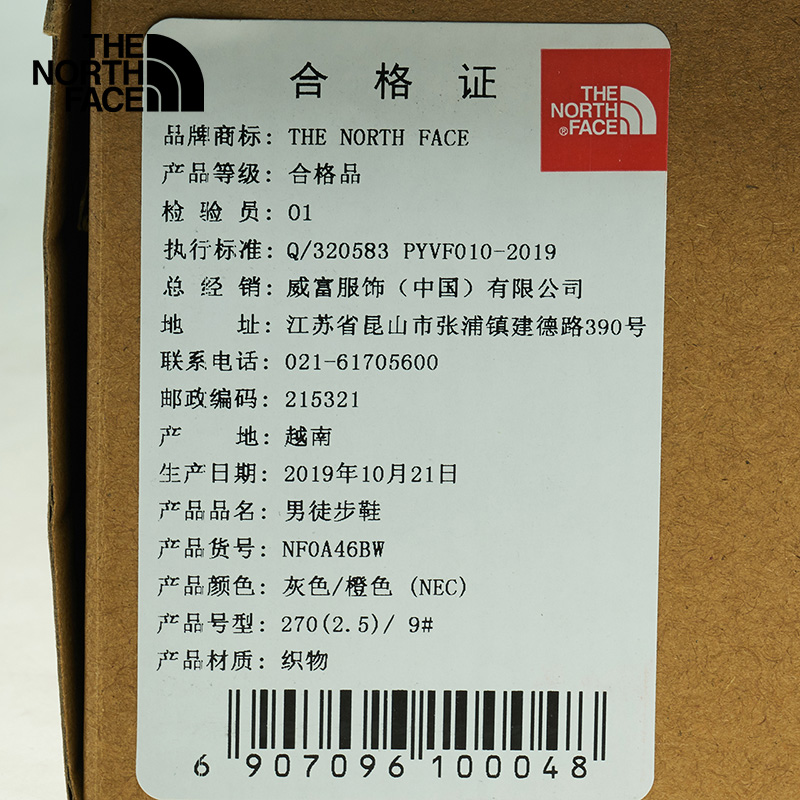 THE
NORTH
FACE
合格证
THE
NORTH
®FACE
品牌商标: THE NORTH FACE
产品等级: 合格品
检验员: 01
执行标准: Q/320583 PYVF010-2019
总经销: 威富服饰（中国）有限公司
地址: 江苏省昆山市张浦镇建德路390号
联系电话: 021-61705600
邮政编码: 215321
产地: 越南
生产日期: 2019年10月21日
产品品名: 男徒步鞋
产品货号: NF0A46BW
产品颜色: 灰色/橙色 (NEC)
产品号型: 270(2.5)/ 9#
产品材质: 织物
6 907096 100048